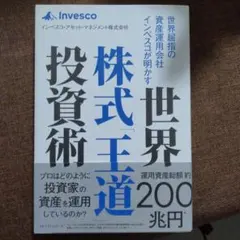 Invesco
インベスコ・アセット・マネジメント株式会社
世界屈指の
資産運用会社
インベスコが明かす
世界
株式「王道」
投資術
プロはどのように
投資家の
資産を運用
しているのか?
運用資産総額 約
200
兆円